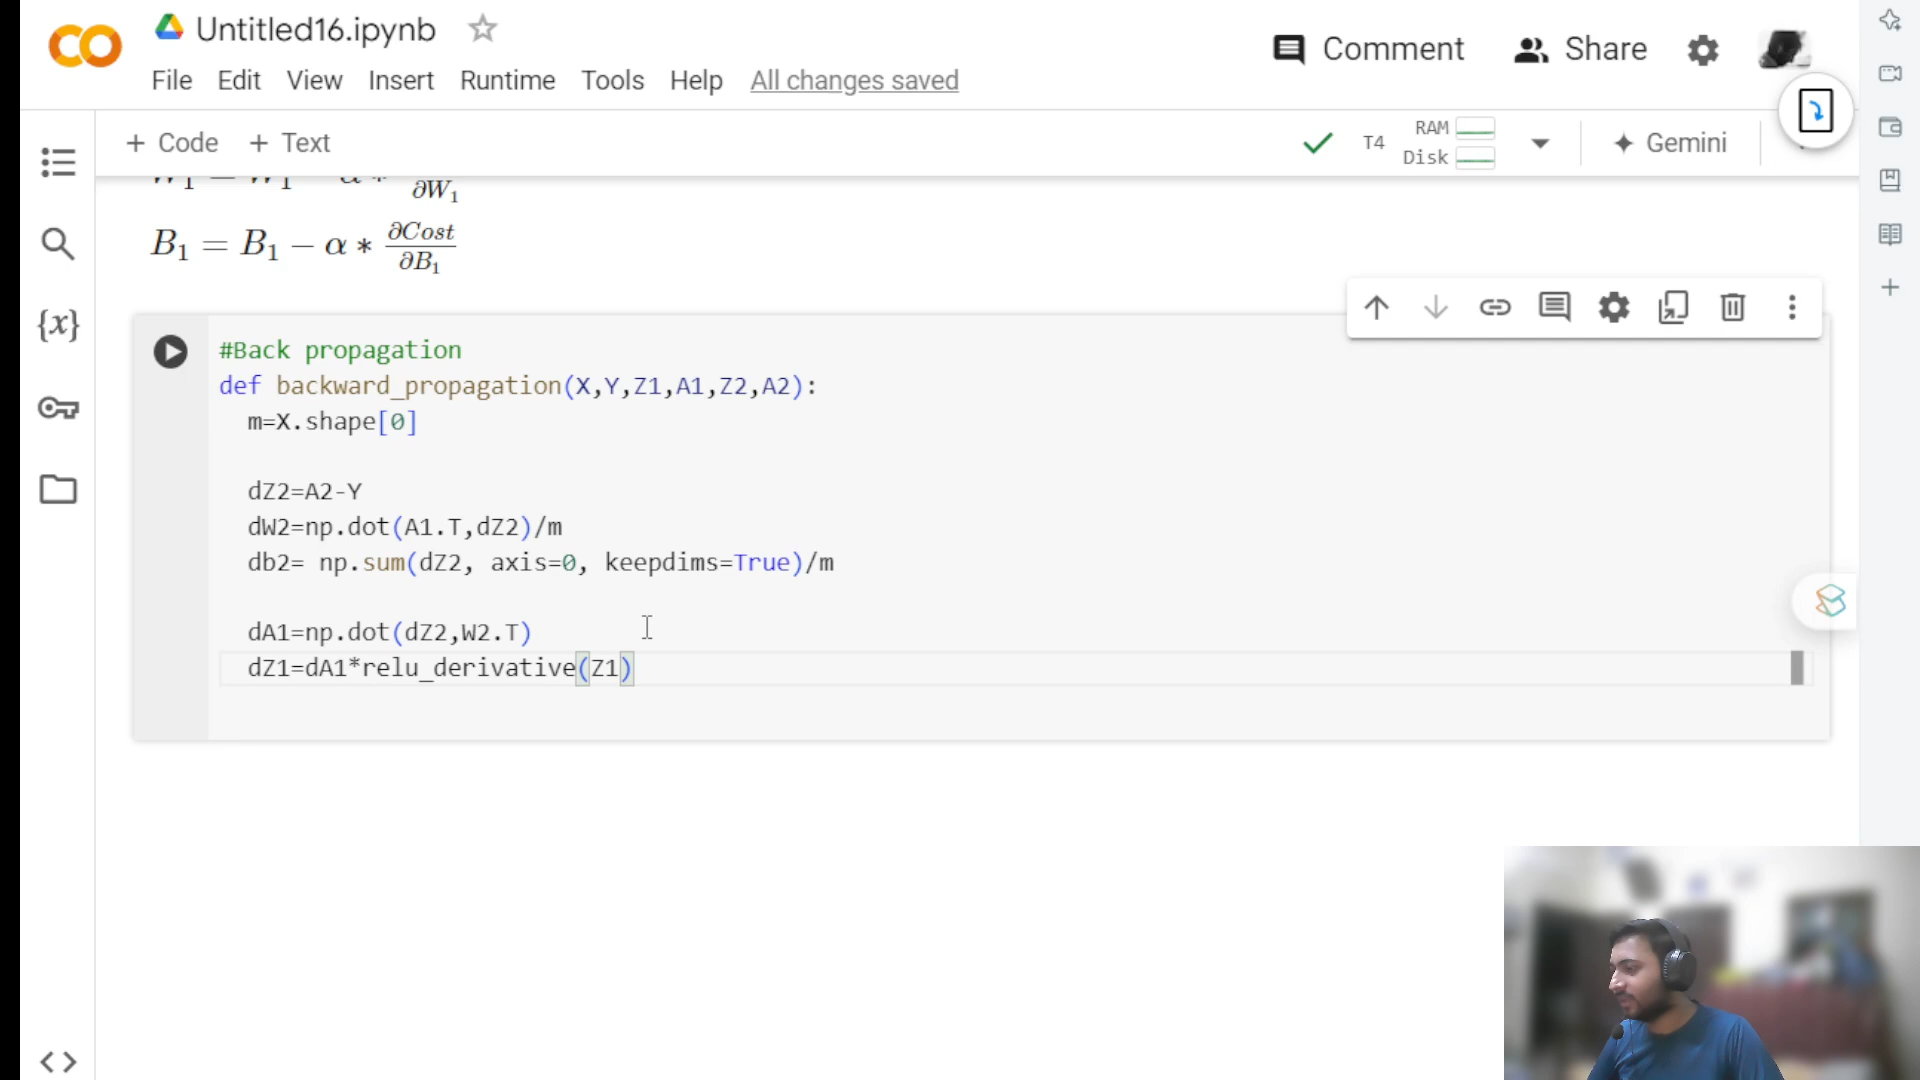 Untitled16.ipynb
Comment
Share
File Edit View Insert Runtime Tools Help All changes saved
+ Code + Text
T4
RAM
Disk
Gemini
∂W₁
B₁ = B₁ − α * ∂Cost/∂B₁
{x}
#Back propagation
def backward_propagation(X,Y,Z1,A1,Z2,A2):
m=X.shape[0]
dZ2=A2-Y
dW2=np.dot(A1.T,dZ2)/m
db2= np.sum(dZ2, axis=0, keepdims=True)/m
dA1=np.dot(dZ2,W2.T)
dZ1=dA1*relu_derivative(Z1)